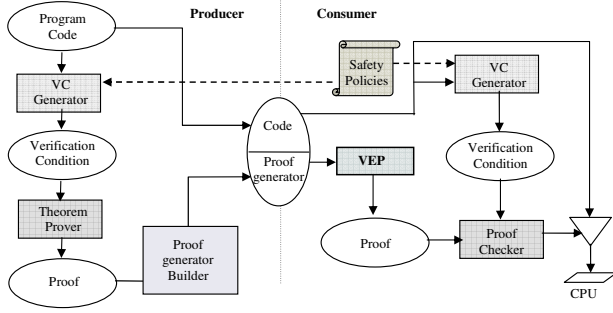 Producer
Consumer
Program
Code
VC
Generator
Verification
Condition
Theorem
Prover
Proof
Proof
generator
Builder
Code
Proof
generator
Safety
Policies
VEP
Proof
VC
Generator
Verification
Condition
Proof
Checker
CPU